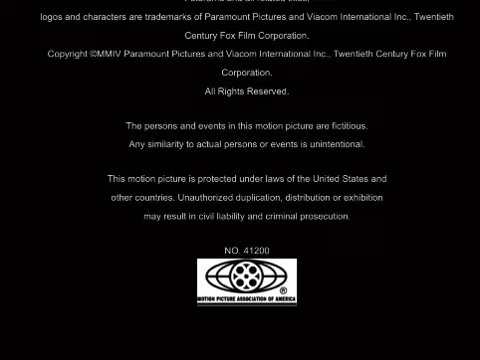 logos and characters are trademarks of Paramount Pictures and Viacom International Inc., Twentieth
Century Fox Film Corporation.
Copyright ©MMIV Paramount Pictures and Viacom International Inc., Twentieth Century Fox Film
Corporation.
All Rights Reserved.
The persons and events in this motion picture are fictitious.
Any similarity to actual persons or events is unintentional.
This motion picture is protected under laws of the United States and
other countries. Unauthorized duplication, distribution or exhibition
may result in civil liability and criminal prosecution.
NO. 41200
®
MOTION PICTURE ASSOCIATION OF AMERICA